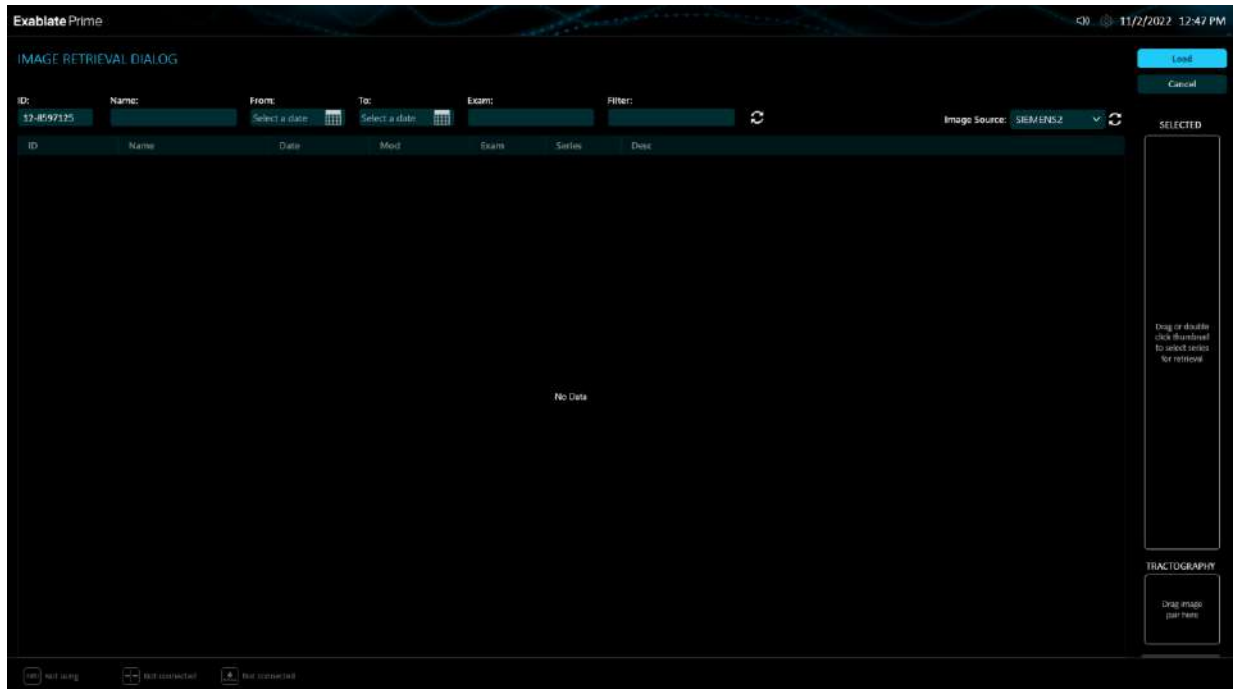 Exablate Prime
11/2/2022 12:47 PM
IMAGE RETRIEVAL DIALOG
Load
Cancel
ID:
Name:
From:
To:
Exam:
Filter:
12-8597125
Select a date
Select a date
Image Source: SIEMENS2
SELECTED
ID Name Date Mod Exam Series Desc
Drag or double
click thumbnail
to select series
for retrieval
No Data
TRACTOGRAPHY
Drag image
pair here
Not connected
Not connected